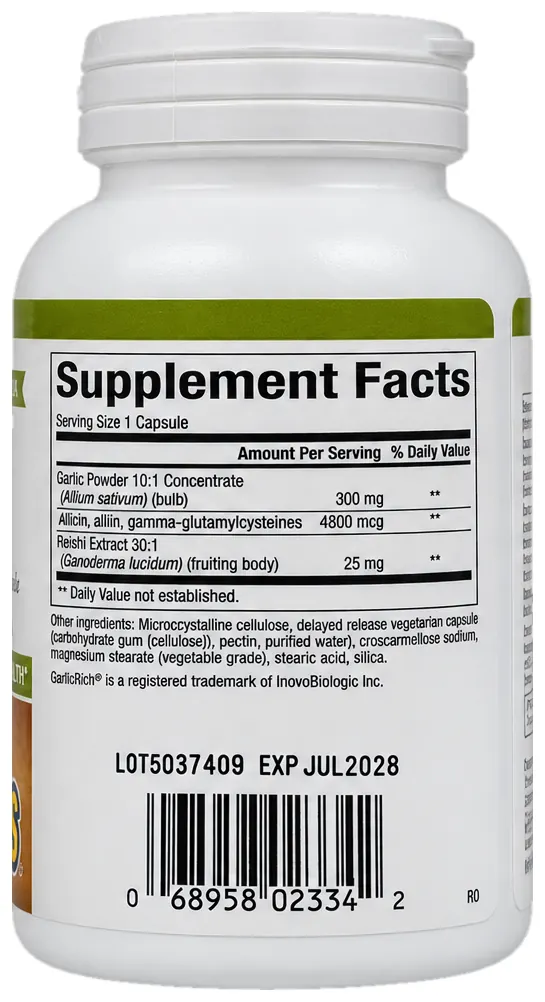 Supplement Facts
Serving Size 1 Capsule
Amount Per Serving % Daily Value
Garlic Powder 10:1 Concentrate
(Allium sativum) (bulb) 300 mg **
Allicin, alliin, gamma-glutamylcysteines 4800 mcg **
Reishi Extract 30:1
(Ganoderma lucidum) (fruiting body) 25 mg **
** Daily Value not established.
Other ingredients: Microccystalline cellulose, delayed release vegetarian capsule
(carbohydrate gum (cellulose)), pectin, purified water), croscarmellose sodium,
magnesium stearate (vegetable grade), stearic acid, silica.
GarlicRich® is a registered trademark of InovoBiologic Inc.
LTH*
S®
LOT5037409 EXP JUL2028
0 68958 02334 2
R0